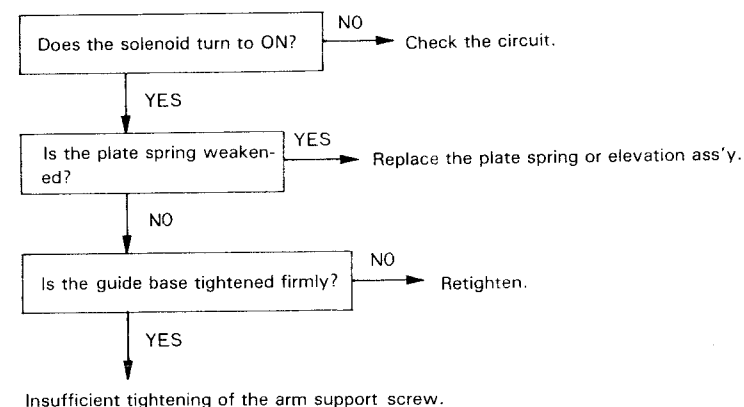 Does the solenoid turn to ON?
NO
Check the circuit.
YES
Is the plate spring weaken-
ed?
YES
Replace the plate spring or elevation ass'y.
NO
Is the guide base tightened firmly?
NO
Retighten.
YES
Insufficient tightening of the arm support screw.